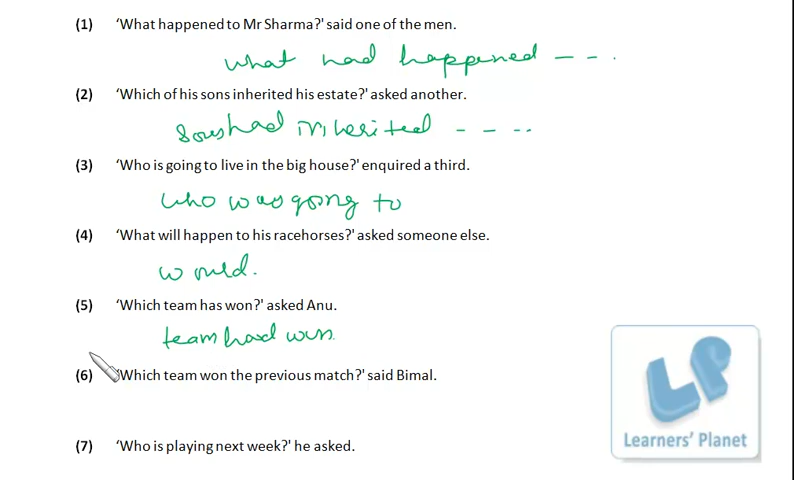 (1) ‘What happened to Mr Sharma?' said one of the men.
what had happened - - .
(2) ‘Which of his sons inherited his estate?' asked another.
sons had inherited - - --
(3) ‘Who is going to live in the big house?' enquired a third.
who was going to
(4) ‘What will happen to his racehorses?' asked someone else.
would.
(5) ‘Which team has won?' asked Anu.
team had won.
(6) ‘Which team won the previous match?' said Bimal.
(7) ‘Who is playing next week?' he asked.
LP
Learners’ Planet